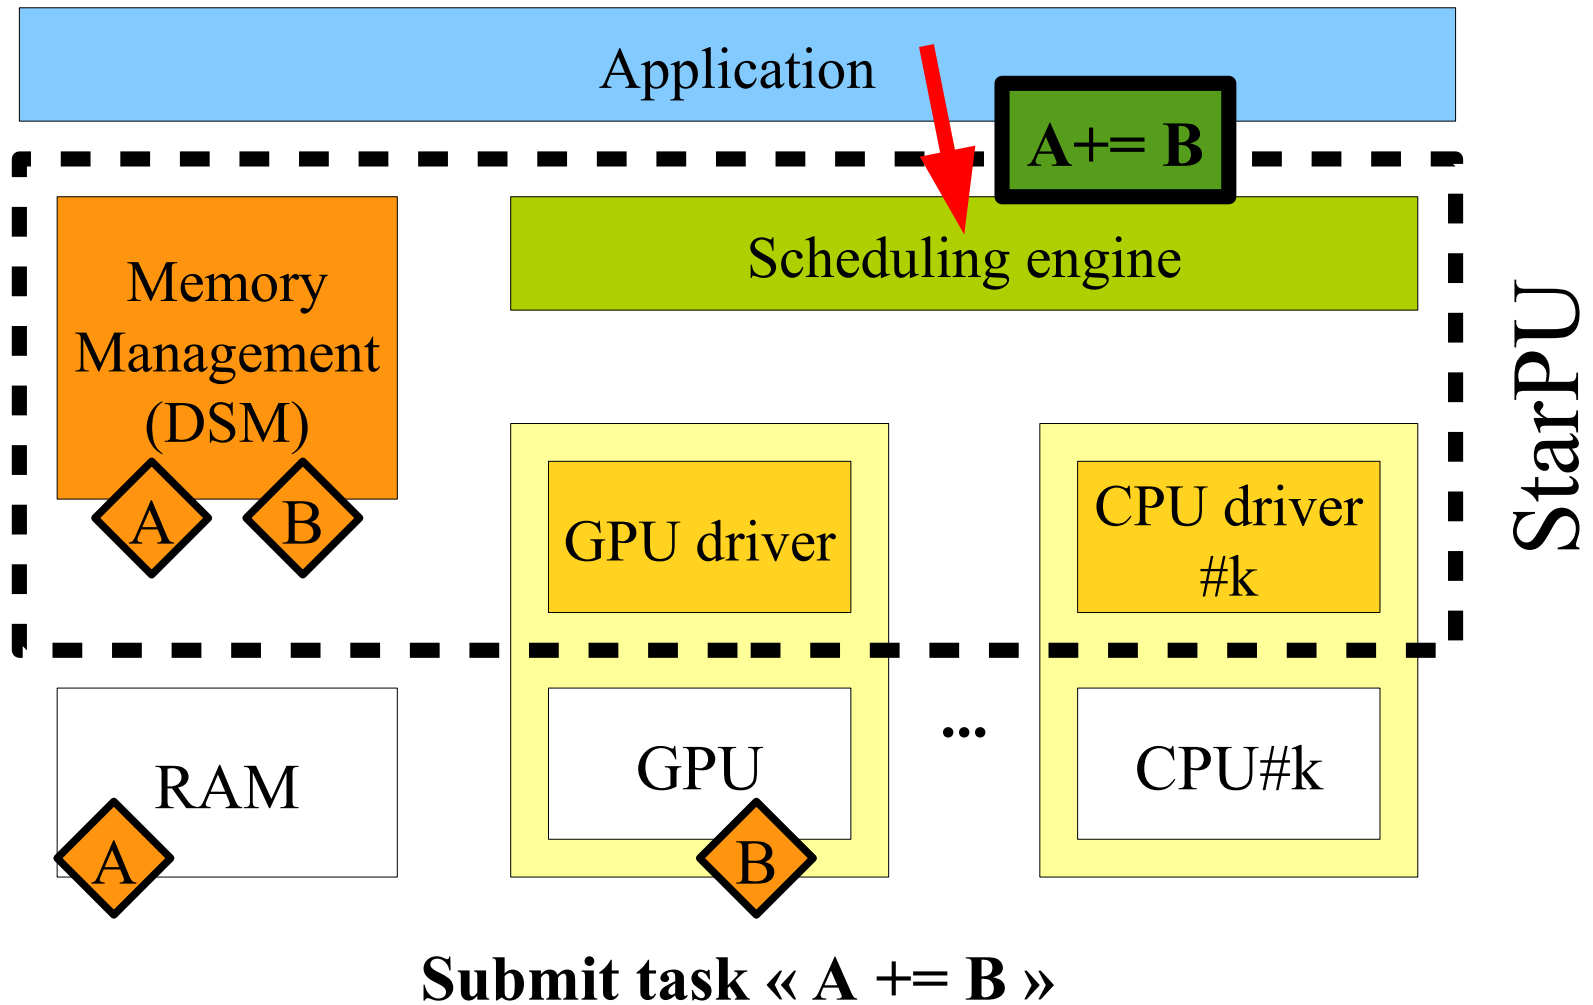 Application
A+= B
Scheduling engine
Memory
Management
(DSM)
A
B
GPU driver
CPU driver
#k
StarPU
RAM
A
GPU
B
...
CPU#k
Submit task « A += B »